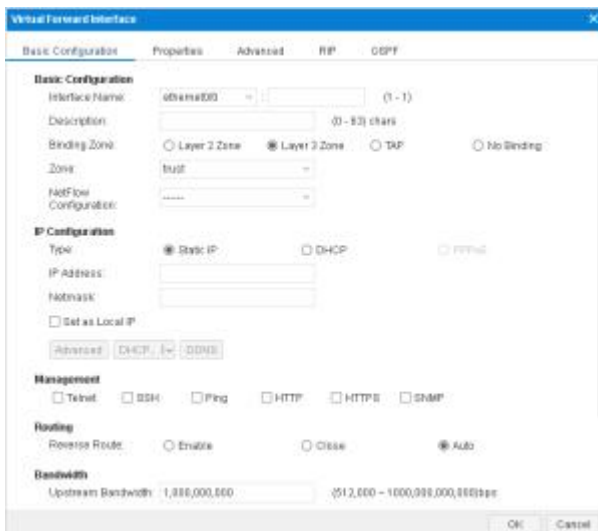 Virtual Forward Interface
Basic Configuration Properties Advanced RIP OSPF
Basic Configuration
Interface Name: ethernet0/0 : (1 - 1)
Description: (0 - 63) chars
Binding Zone: Layer 2 Zone Layer 3 Zone TAP No Binding
Zone: trust
NetFlow
Configuration: -----
IP Configuration
Type: Static IP DHCP PPPoE
IP Address:
Netmask:
Set as Local IP
Advanced DHCP DDNS
Management
Telnet SSH Ping HTTP HTTPS SNMP
Routing
Reverse Route: Enable Close Auto
Bandwidth
Upstream Bandwidth: 1,000,000,000 (512,000 ~ 1000,000,000,000)bps
OK Cancel